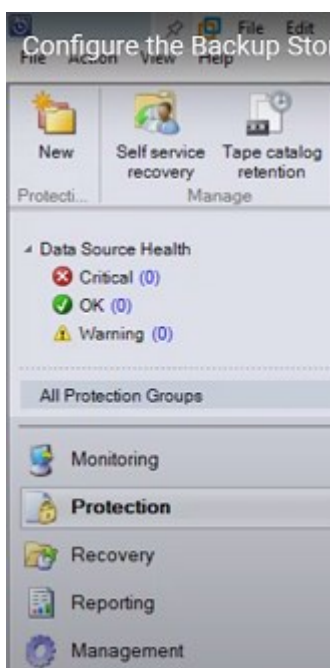 File Edit
Configure the Backup Sto
File Action View Help
New
Self service
recovery
Tape catalog
retention
Protecti...
Manage
Data Source Health
Critical (0)
OK (0)
Warning (0)
All Protection Groups
Monitoring
Protection
Recovery
Reporting
Management